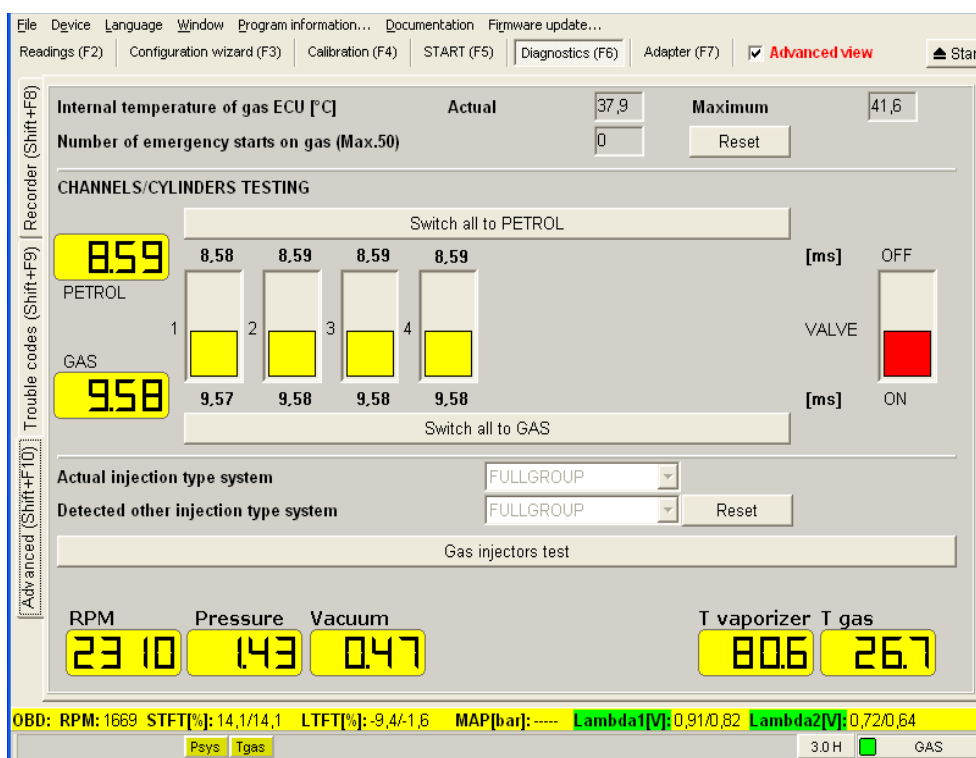 File Device Language Window Program information... Documentation Firmware update...
Readings (F2) Configuration wizard (F3) Calibration (F4) START (F5) Diagnostics (F6) Adapter (F7) Advanced view Star
Recorder (Shift+F8)
Trouble codes (Shift+F9)
Advanced (Shift+F10)
Internal temperature of gas ECU [°C] Actual 37,9 Maximum 41,6
Number of emergency starts on gas (Max.50) 0 Reset
CHANNELS/CYLINDERS TESTING
Switch all to PETROL
8.59 8,58 8,59 8,59 8,59 [ms] OFF
PETROL
1 2 3 4 VALVE
GAS
9.58 9,57 9,58 9,58 9,58 [ms] ON
Switch all to GAS
Actual injection type system FULLGROUP
Detected other injection type system FULLGROUP Reset
Gas injectors test
RPM Pressure Vacuum T vaporizer T gas
2310 1.43 0.47 80.6 26.7
OBD: RPM: 1669 STFT[%]: 14,1/14,1 LTFT[%]: -9,4/-1,6 MAP[bar]: ----- Lambda1[V]: 0,91/0,82 Lambda2[V]: 0,72/0,64
Psys Tgas 3.0 H GAS